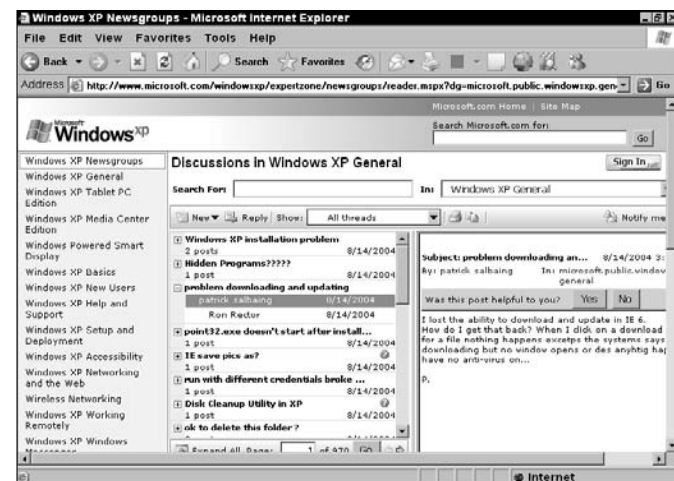 Windows XP Newsgroups - Microsoft Internet Explorer
File Edit View Favorites Tools Help
Back Search Favorites
Address http://www.microsoft.com/windowsxp/expertzone/newsgroups/reader.mspx?dg=microsoft.public.windowsxp.gen Go
Microsoft.com Home | Site Map
Search Microsoft.com for:
Go
Microsoft
Windows XP
Windows XP Newsgroups
Windows XP General
Windows XP Tablet PC
Edition
Windows XP Media Center
Edition
Windows Powered Smart
Display
Windows XP Basics
Windows XP New Users
Windows XP Help and
Support
Windows XP Setup and
Deployment
Windows XP Accessibility
Windows XP Networking
and the Web
Wireless Networking
Windows XP Working
Remotely
Windows XP Windows
Discussions in Windows XP General
Sign In
Search For: In: Windows XP General
New Reply Show: All threads Notify me
Windows XP installation problem
2 posts 8/14/2004
Hidden Programs?????
1 post 8/14/2004
problem downloading and updating
patrick salhaing 8/14/2004
Ron Rector 8/14/2004
point32.exe doesn't start after install...
1 post 8/14/2004
IE save pics as?
1 post 8/14/2004
run with different credentials broke ...
1 post 8/14/2004
Disk Cleanup Utility in XP
1 post 8/14/2004
ok to delete this folder ?
Expand All Page: 1 of 970 GO
Subject: problem downloading an... 8/14/2004 3:
By: patrick salhaing In: microsoft.public.window
general
Was this post helpful to you? Yes No
I lost the ability to download and update in IE 6.
How do I get that back? When I click on a download
for a file nothing happens excetps the systems says
downloading but no window opens or des anyhtig hap
have no anti-virus on...
P.
Internet